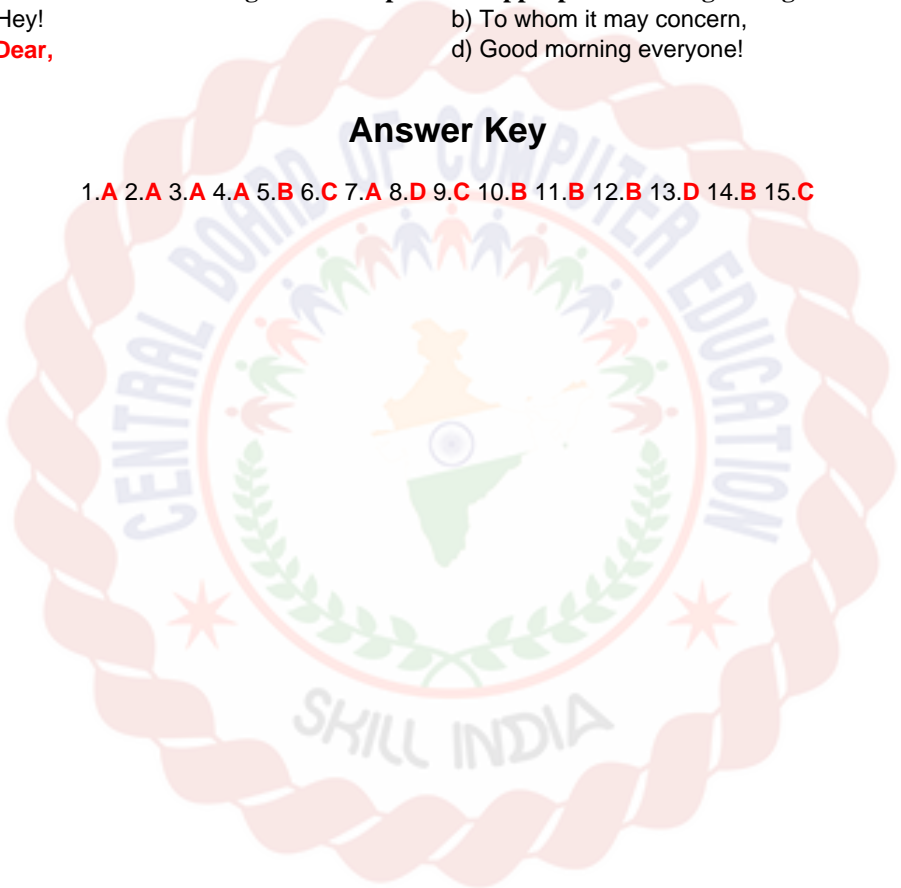 Hey! b) To whom it may concern,
Dear, d) Good morning everyone!
Answer Key
1.A 2.A 3.A 4.A 5.B 6.C 7.A 8.D 9.C 10.B 11.B 12.B 13.D 14.B 15.C
CENTRAL BOARD OF COMPUTER EDUCATION
SKILL INDIA